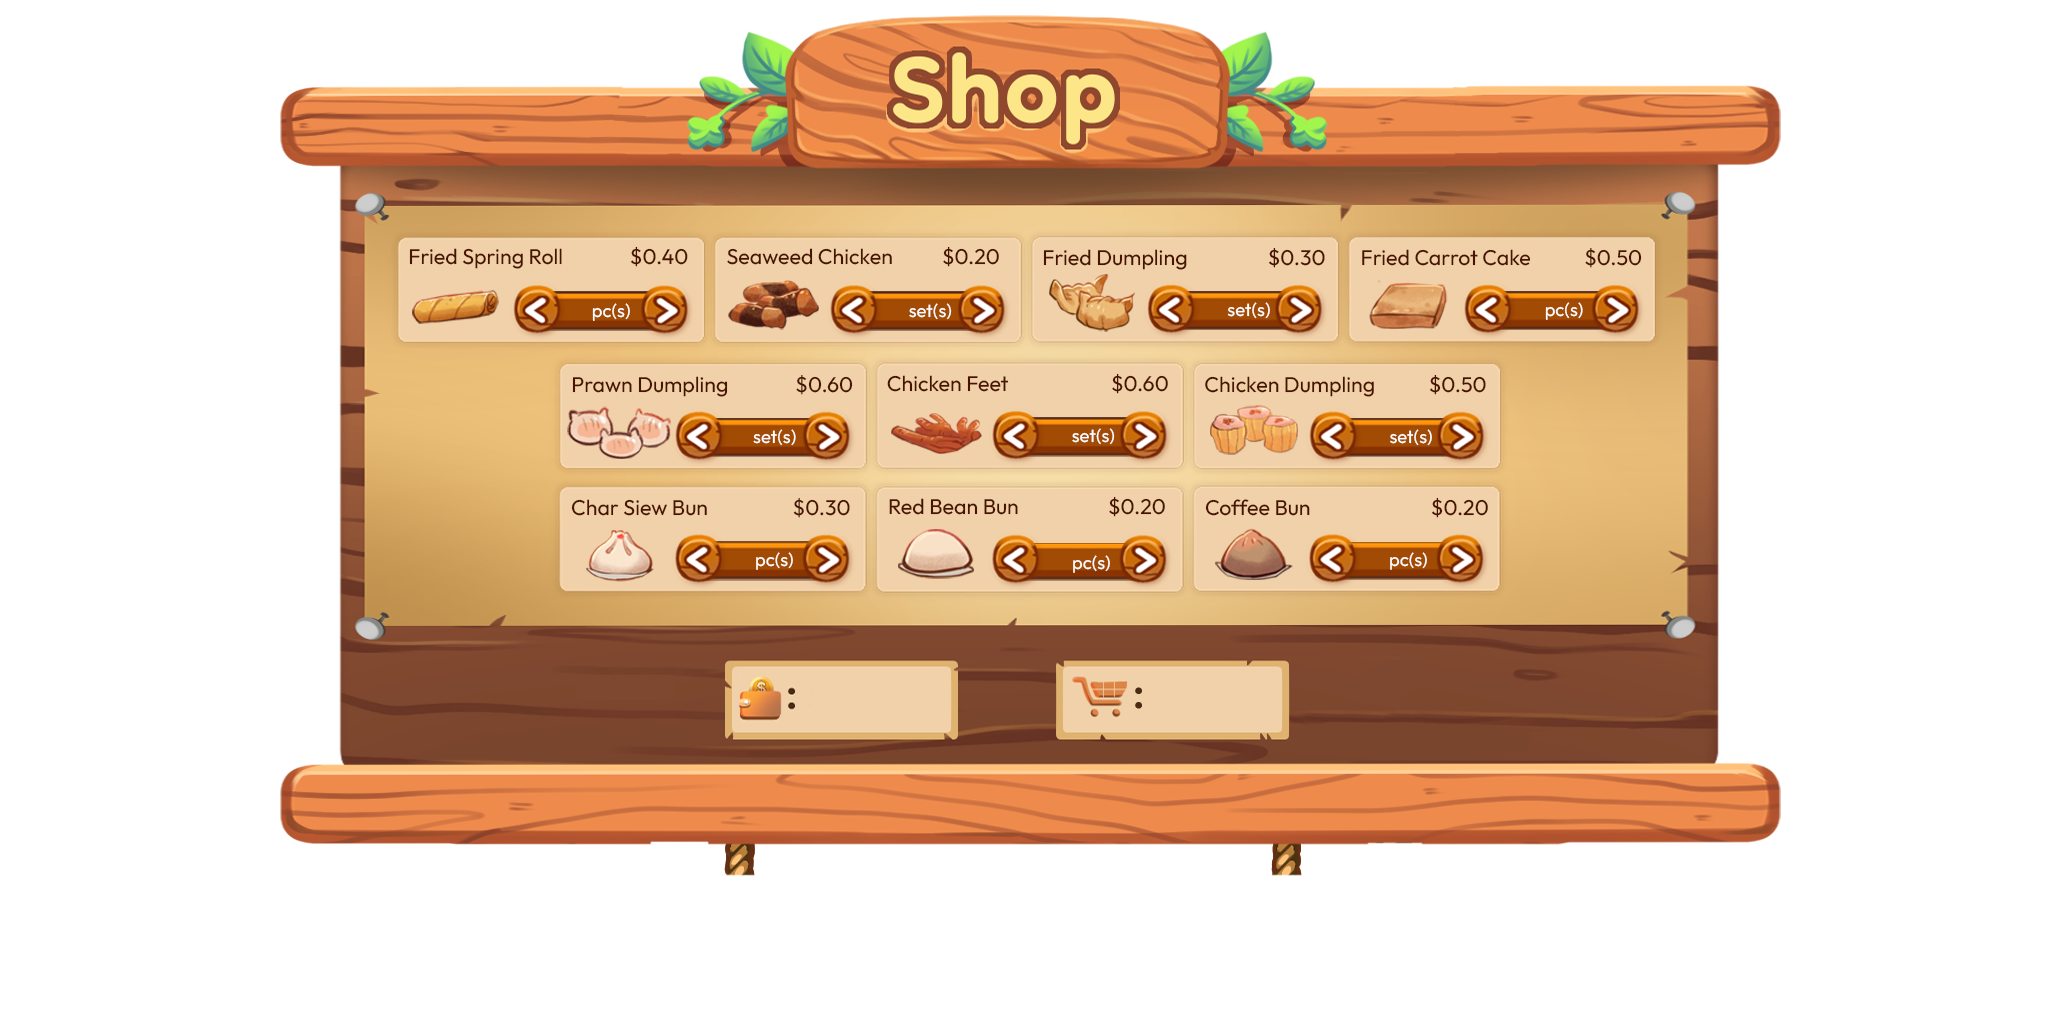 Shop
Fried Spring Roll $0.40
pc(s)
Seaweed Chicken $0.20
set(s)
Fried Dumpling $0.30
set(s)
Fried Carrot Cake $0.50
pc(s)
Prawn Dumpling $0.60
set(s)
Chicken Feet $0.60
set(s)
Chicken Dumpling $0.50
set(s)
Char Siew Bun $0.30
pc(s)
Red Bean Bun $0.20
pc(s)
Coffee Bun $0.20
pc(s)
$ :
: